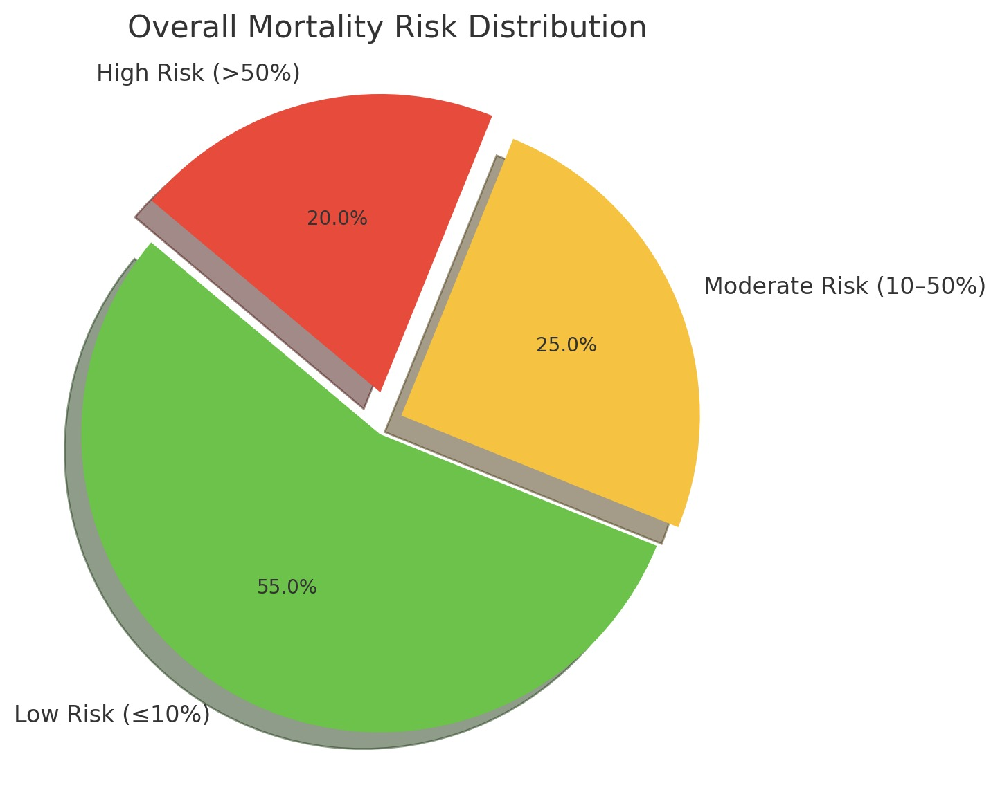 Overall Mortality Risk Distribution
High Risk (>50%)
20.0%
Moderate Risk (10–50%)
25.0%
55.0%
Low Risk (≤10%)